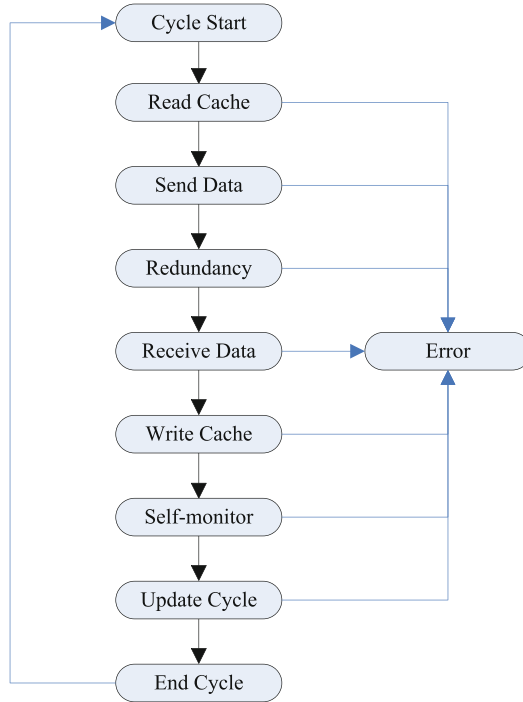 Cycle Start
Read Cache
Send Data
Redundancy
Receive Data
Error
Write Cache
Self-monitor
Update Cycle
End Cycle